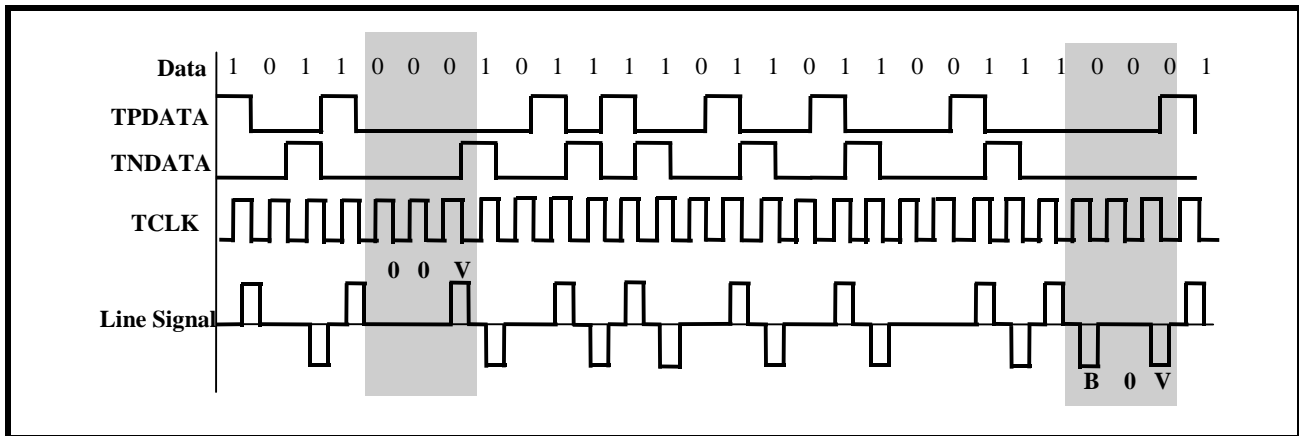 Data 1 0 1 1 0 0 0 1 0 1 1 1 1 0 1 1 0 1 1 0 0 1 1 1 0 0 0 1
TPDATA
TNDATA
TCLK
0 0 V
Line Signal
B 0 V